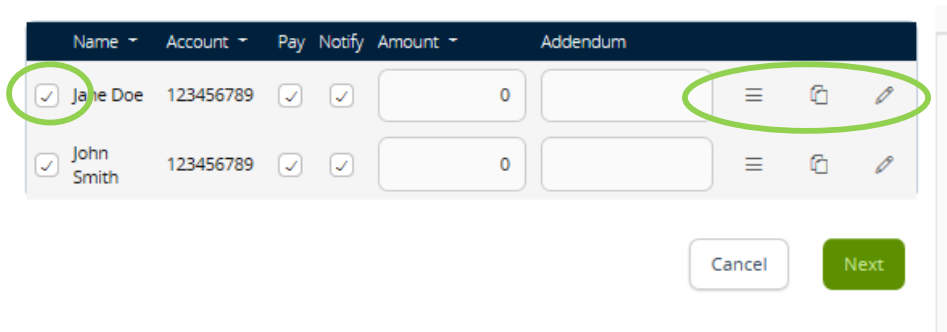 Name Account Pay Notify Amount Addendum
Jane Doe 123456789 0
John
Smith 123456789 0
Cancel Next